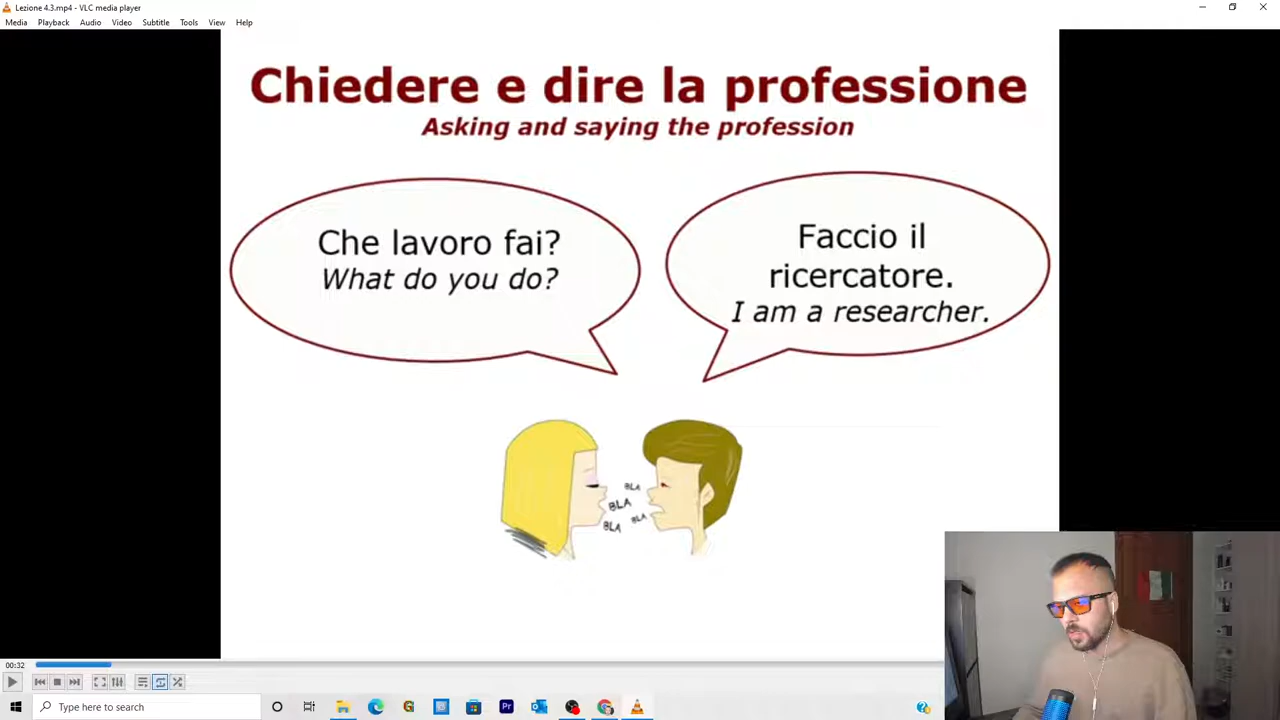 Lezione 4.3.mp4 - VLC media player
Media Playback Audio Video Subtitle Tools View Help
Chiedere e dire la professione
Asking and saying the profession
Che lavoro fai?
What do you do?
Faccio il
ricercatore.
I am a researcher.
BLA
BLA
BLA
BLA
00:32
Type here to search
Pr